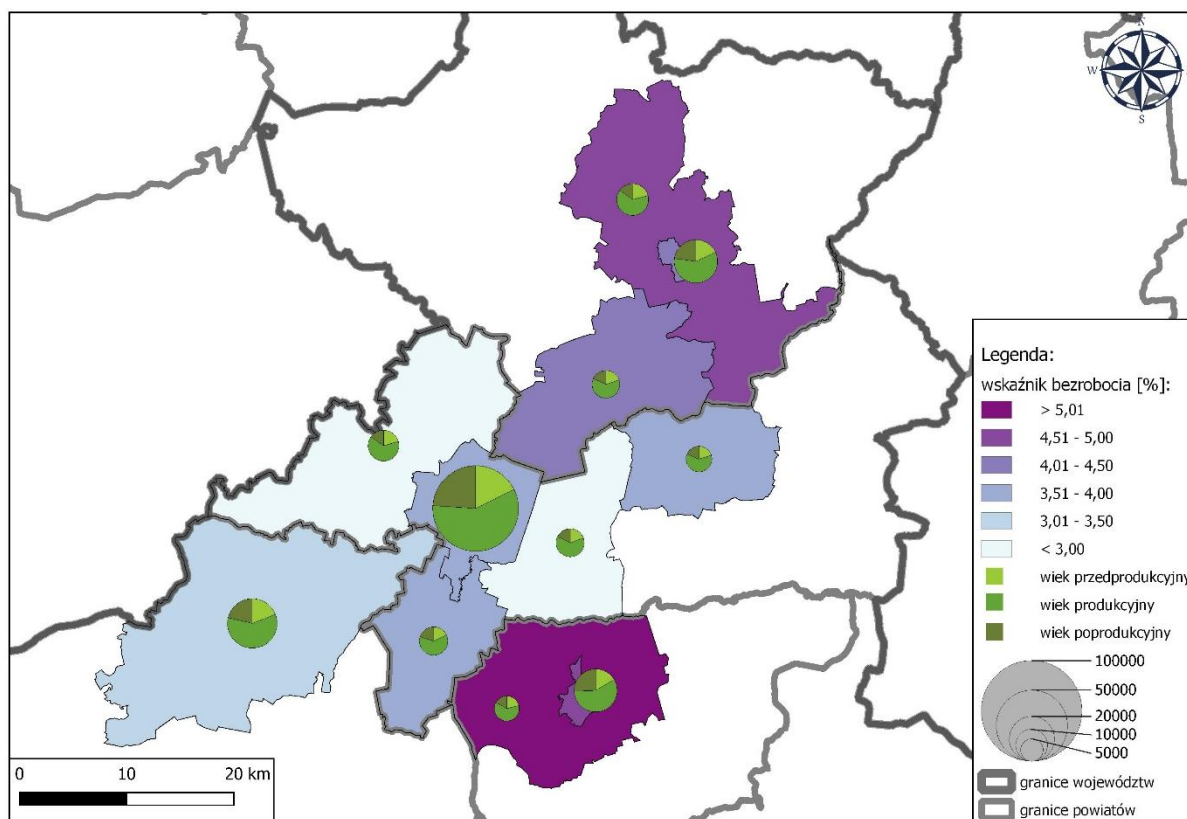 N
W
S
Legenda:
wskaźnik bezrobocia [%]:
> 5,01
4,51 - 5,00
4,01 - 4,50
3,51 - 4,00
3,01 - 3,50
< 3,00
wiek przedprodukcyjny
wiek produkcyjny
wiek poprodukcyjny
100000
50000
20000
10000
5000
granice województw
granice powiatów
0 10 20 km